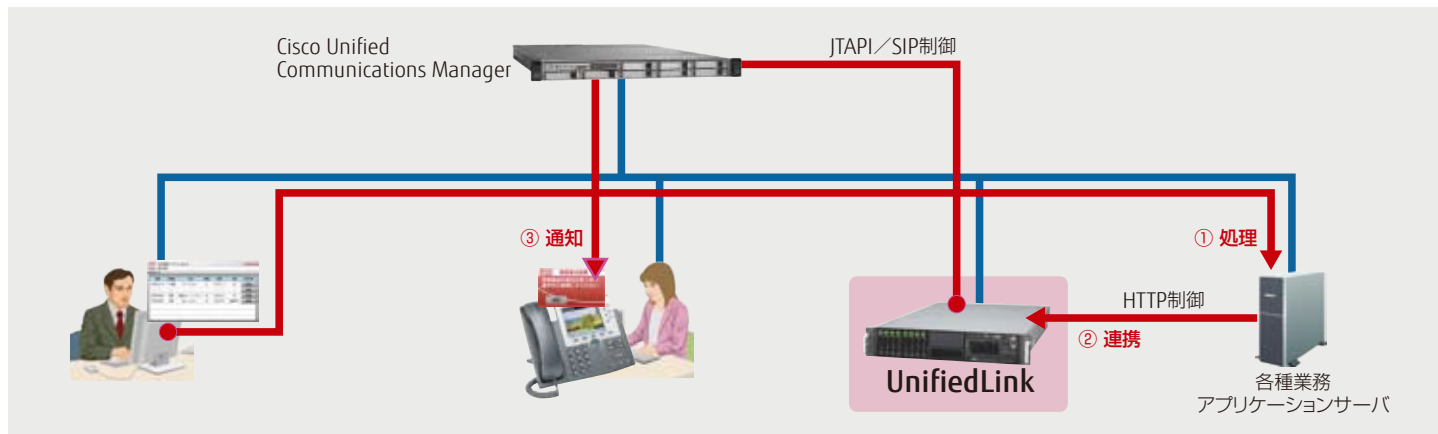 Cisco Unified
Communications Manager
JTAPI／SIP制御
③ 通知
① 処理
HTTP制御
② 連携
UnifiedLink
各種業務
アプリケーションサーバ